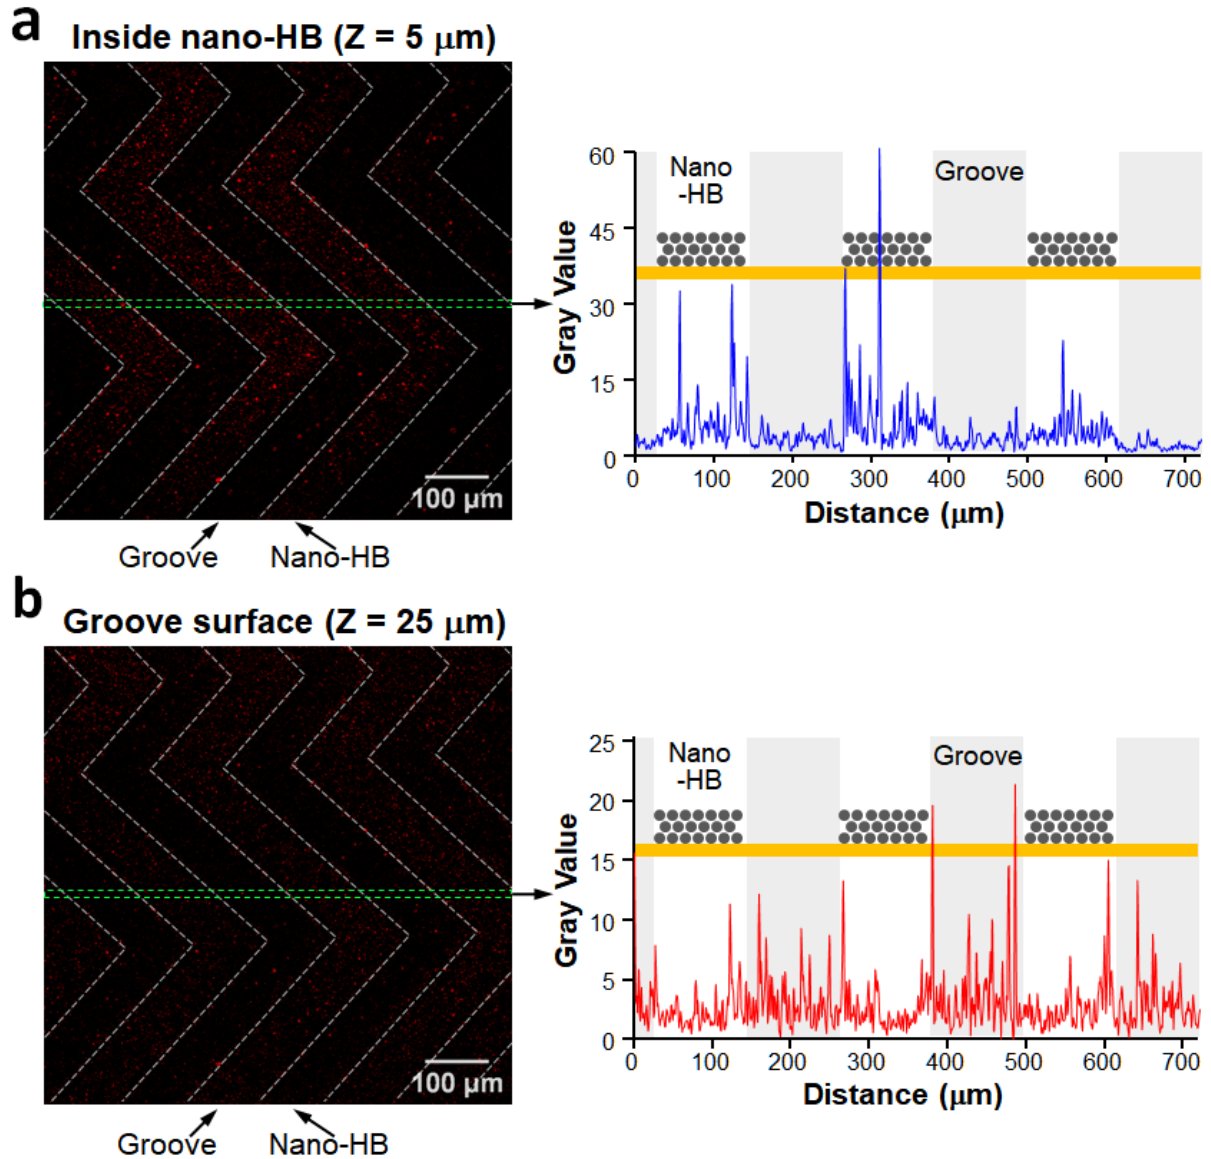 a
Inside nano-HB (Z = 5 μm)
100 μm
Groove
Nano-HB
Gray Value
60
45
30
15
0
Nano
-HB
Groove
0 100 200 300 400 500 600 700
Distance (μm)
b
Groove surface (Z = 25 μm)
100 μm
Groove
Nano-HB
Gray Value
25
20
15
10
5
0
Nano
-HB
Groove
0 100 200 300 400 500 600 700
Distance (μm)